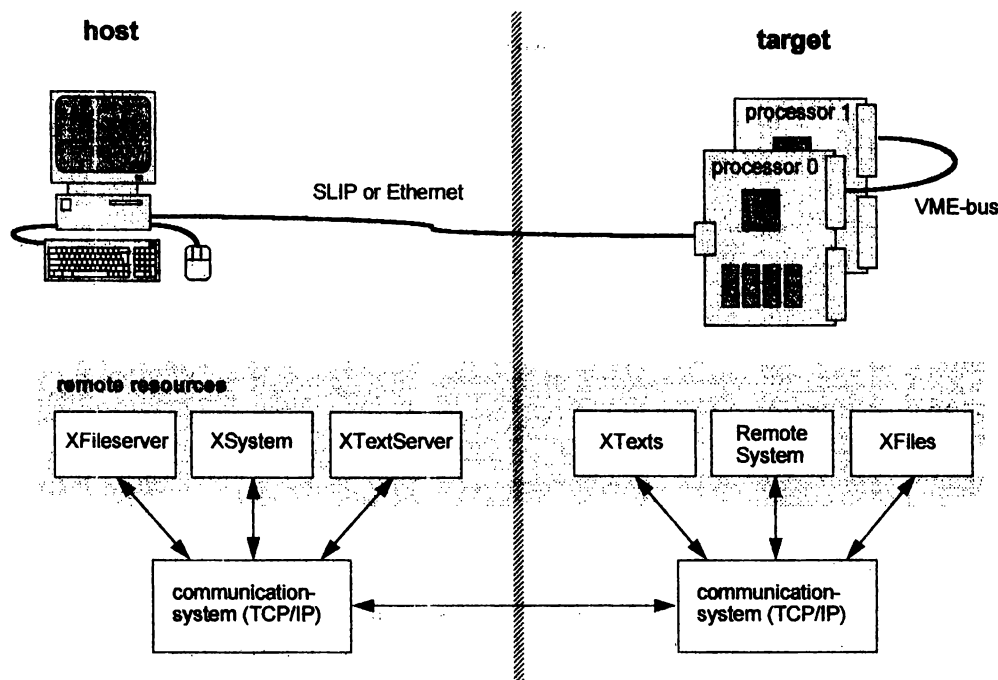 host
target
processor 1
processor 0
SLIP or Ethernet
VME-bus
remote resources
XFileserver
XSystem
XTextServer
XTexts
Remote
System
XFiles
communication-
system (TCP/IP)
communication-
system (TCP/IP)